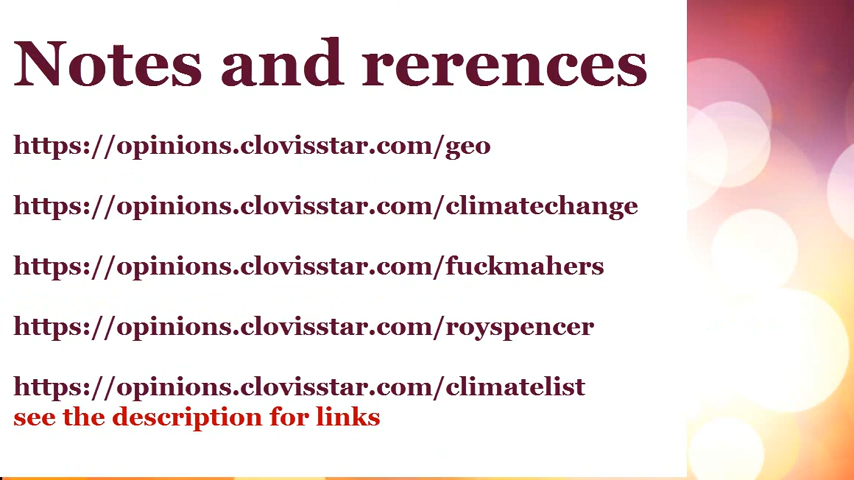 Notes and rerences
https://opinions.clovisstar.com/geo
https://opinions.clovisstar.com/climatechange
https://opinions.clovisstar.com/fuckmahers
https://opinions.clovisstar.com/royspencer
https://opinions.clovisstar.com/climatelist
see the description for links